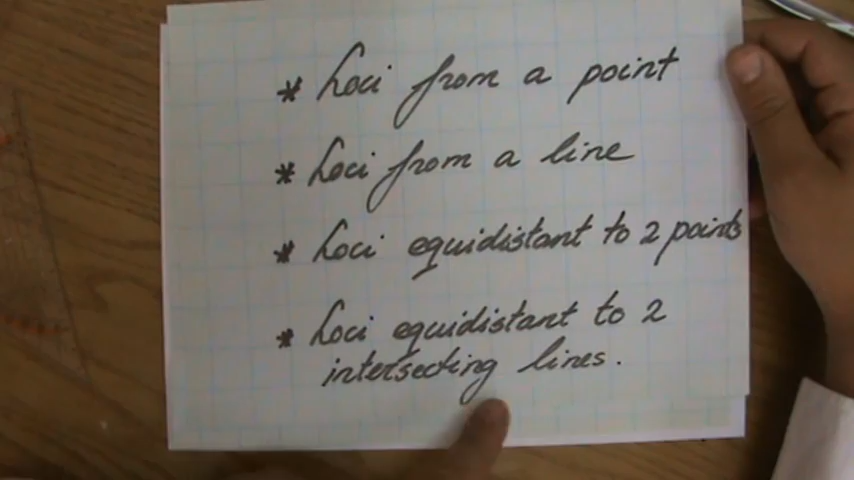 * Loci from a point
* Loci from a line
* Loci equidistant to 2 points
* Loci equidistant to 2
intersecting lines.